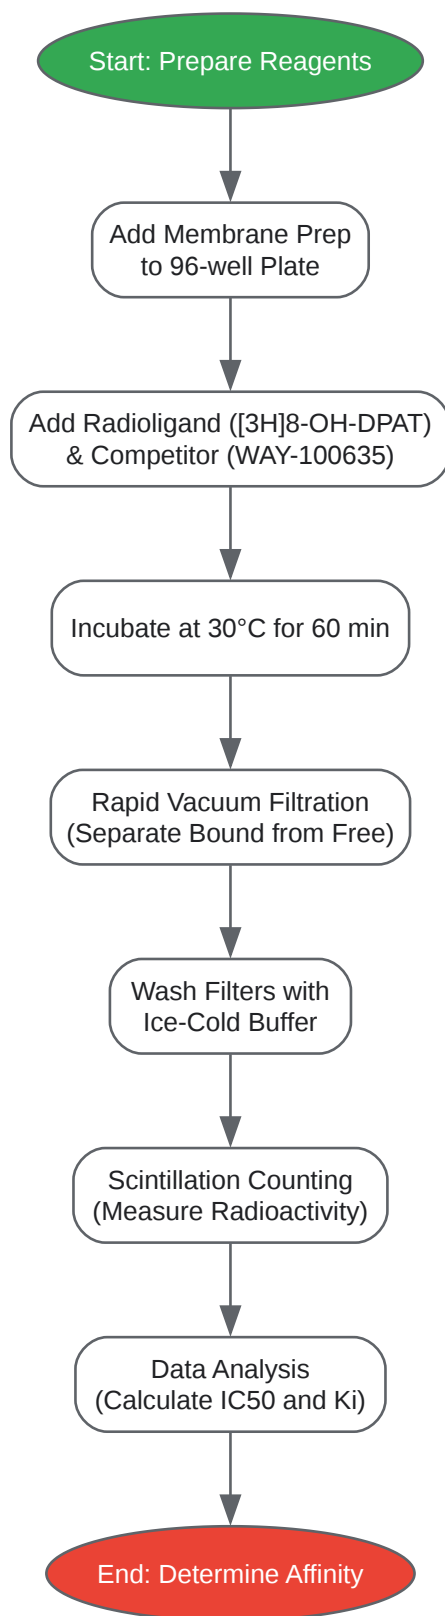 Start: Prepare Reagents
Add Membrane Prep
to 96-well Plate
Add Radioligand ([3H]8-OH-DPAT)
& Competitor (WAY-100635)
Incubate at 30°C for 60 min
Rapid Vacuum Filtration
(Separate Bound from Free)
Wash Filters with
Ice-Cold Buffer
Scintillation Counting
(Measure Radioactivity)
Data Analysis
(Calculate IC50 and Ki)
End: Determine Affinity